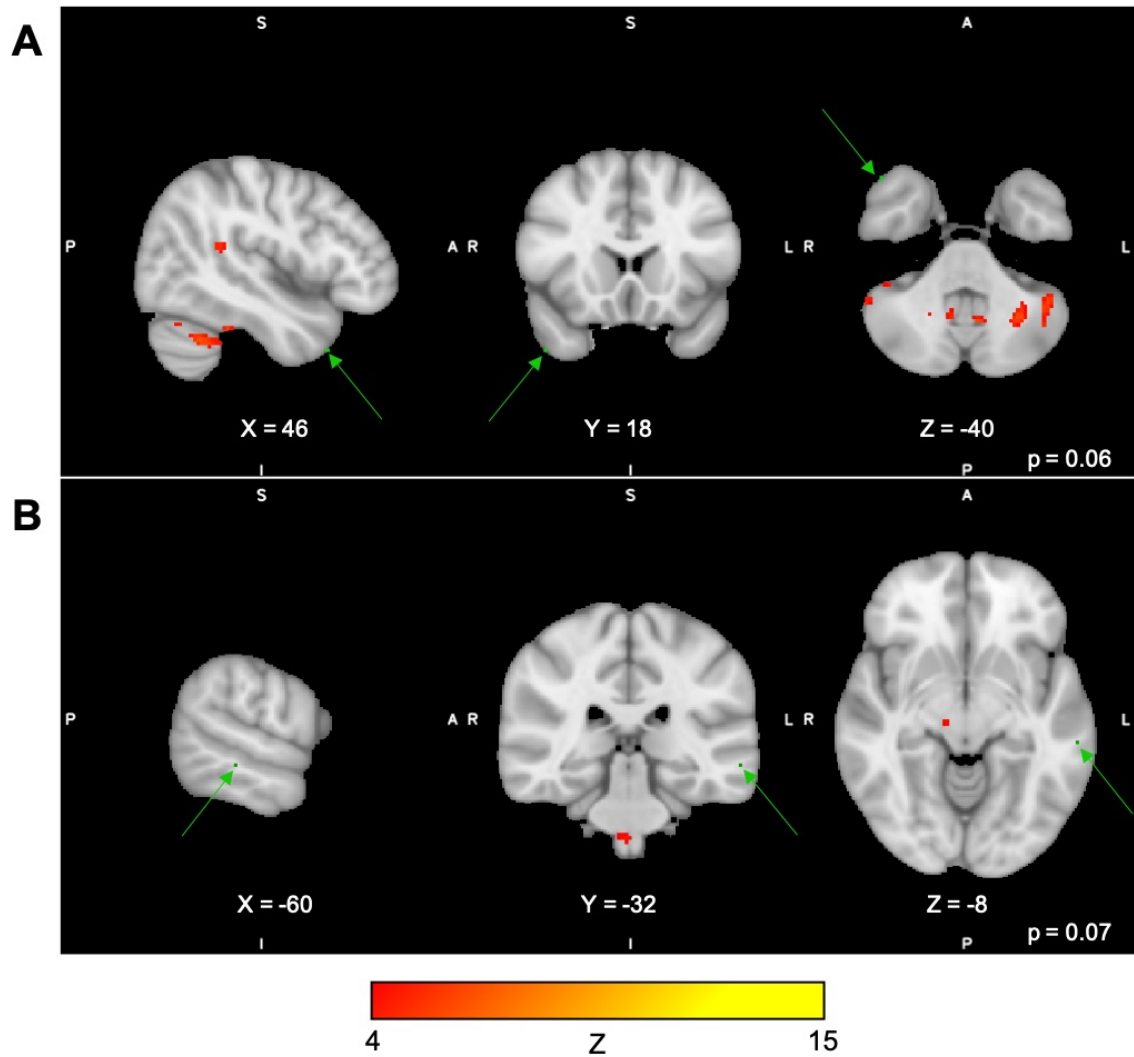 A
S
S
A
P
A R
L R
L
X = 46
Y = 18
Z = -40
p = 0.06
I
I
P
B
S
S
A
P
A R
L R
L
X = -60
Y = -32
Z = -8
p = 0.07
I
I
P
4
Z
15